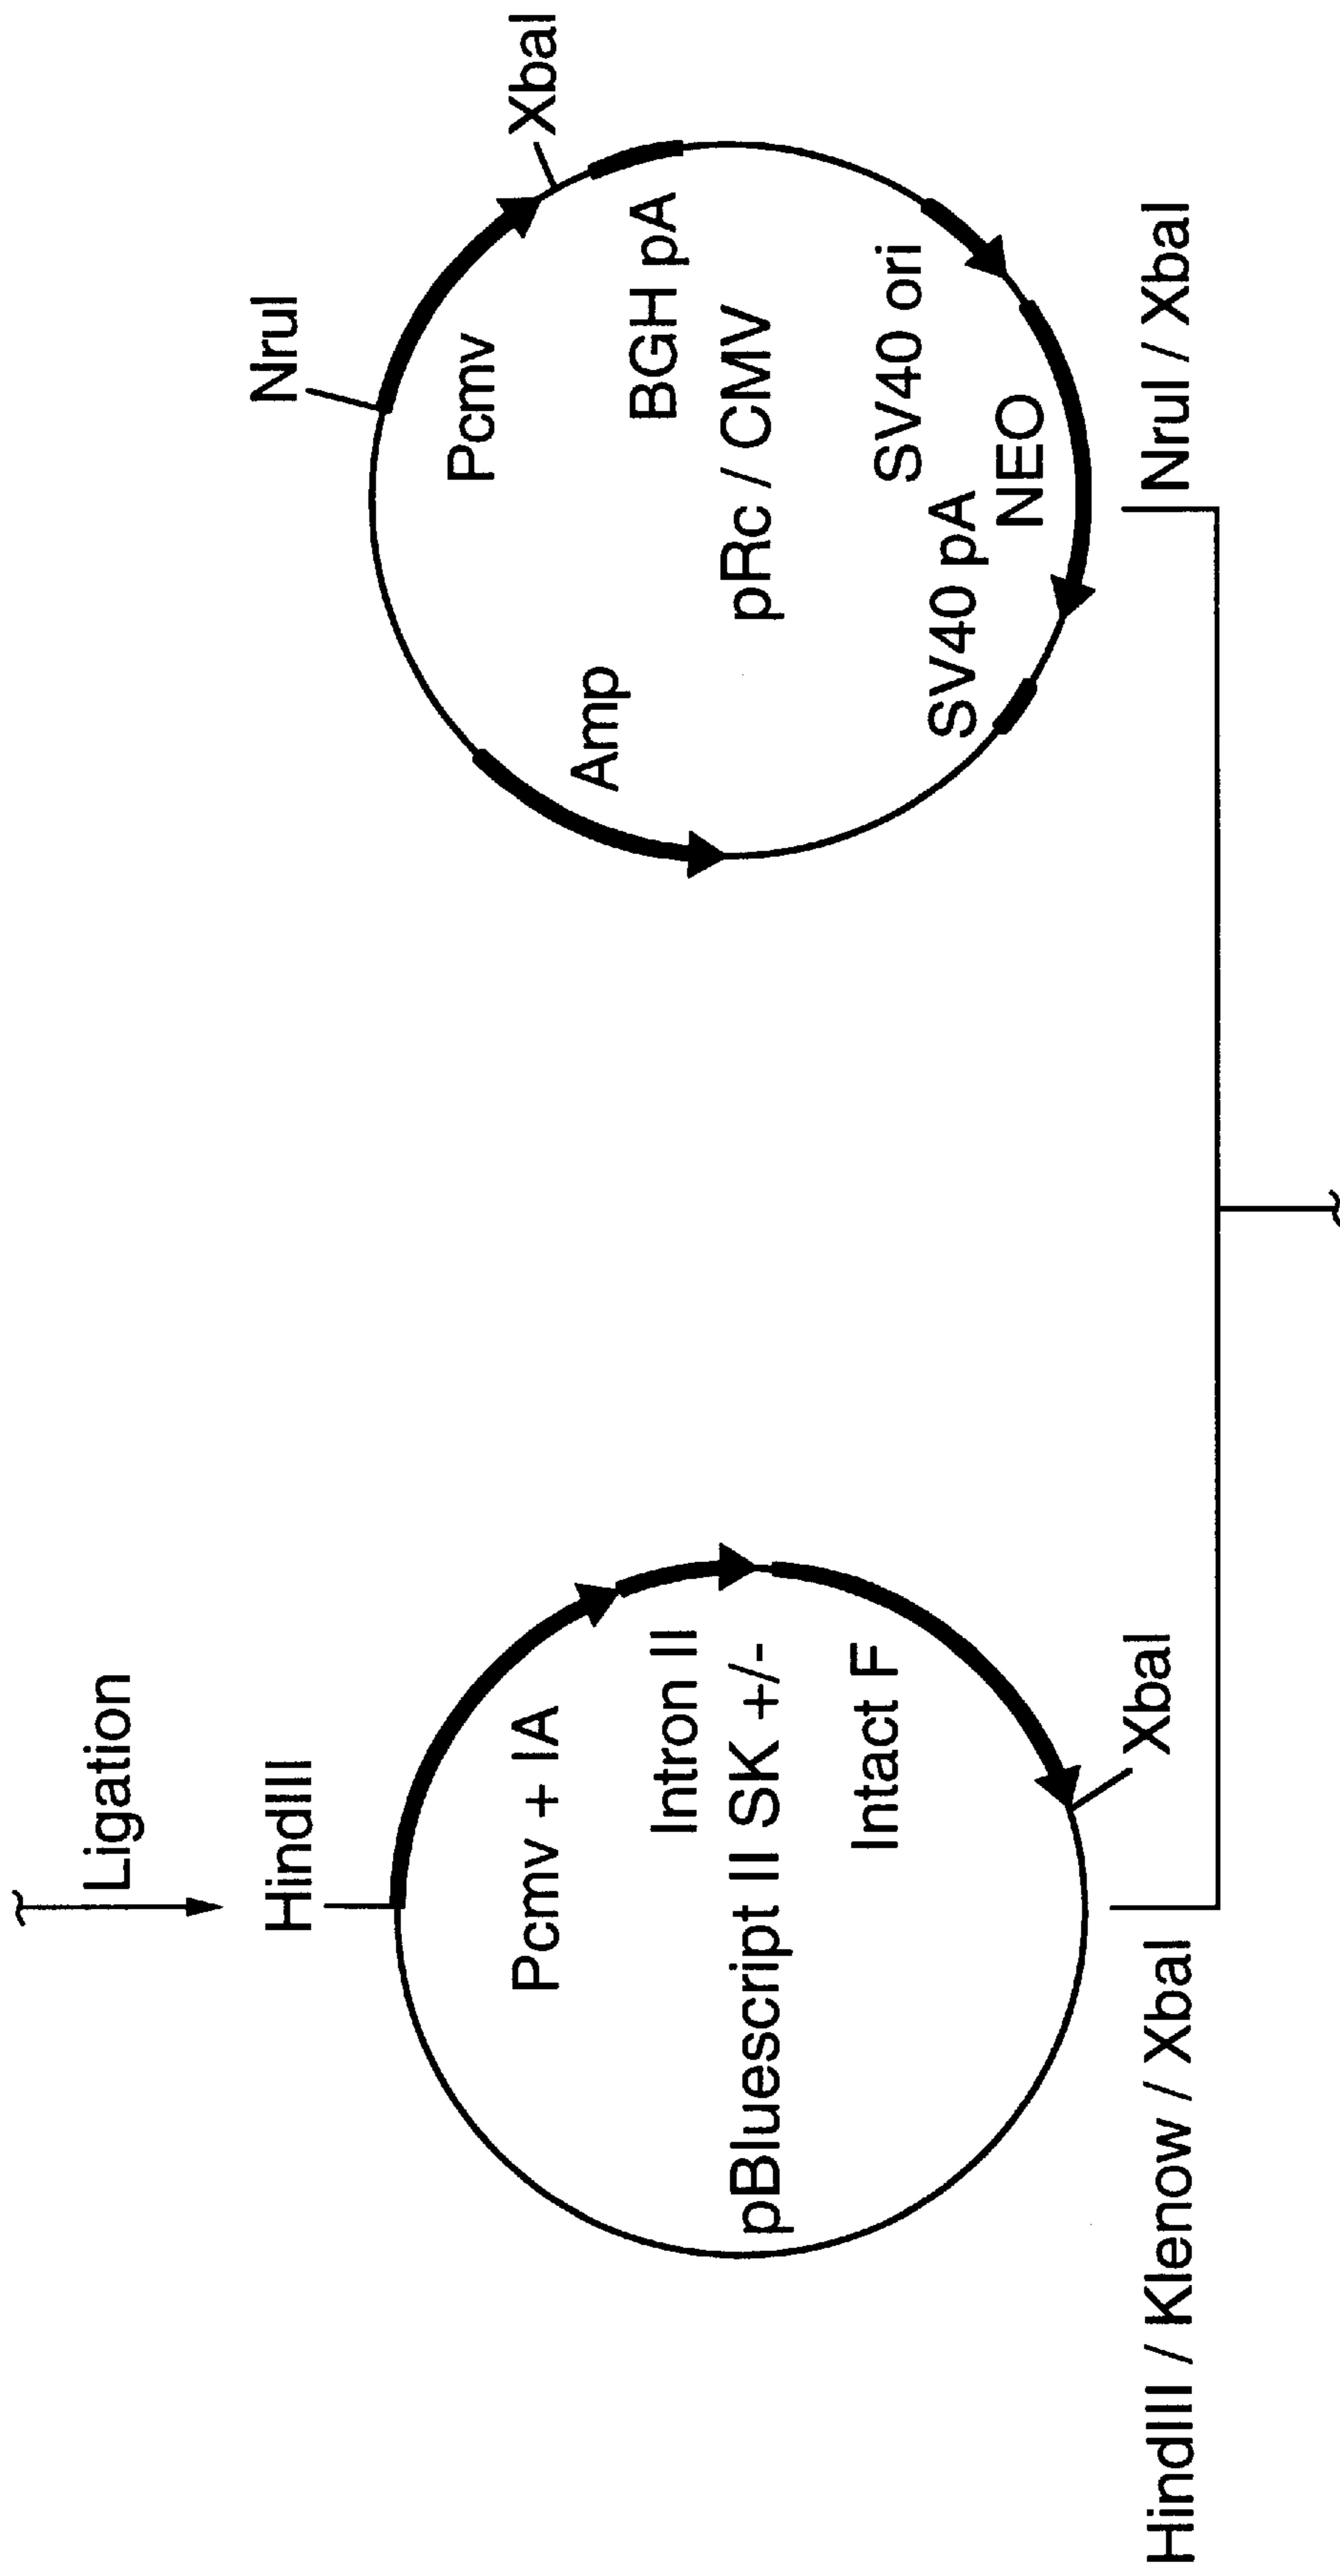 Ligation
HindIII
Pcmv + IA
Intron II
pBluescript II SK +/-
Intact F
XbaI
HindIII / Klenow / XbaI
NruI
XbaI
Pcmv
BGH pA
Amp
pRc / CMV
SV40 ori
SV40 pA
NEO
NruI / XbaI